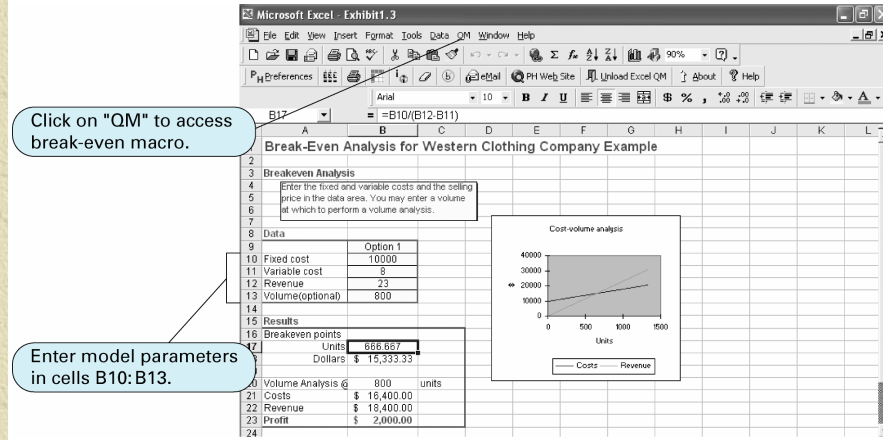 Microsoft Excel - Exhibit1.3
File Edit View Insert Format Tools Data QM Window Help
90%
PH Preferences eMail PH Web Site Unload Excel QM About Help
Arial 10 B I U $ % ,
B17 = =B10/(B12-B11)
A B C D E F G H I J K L
Click on "QM" to access
break-even macro.
Break-Even Analysis for Western Clothing Company Example
2
3 Breakeven Analysis
4 Enter the fixed and variable costs and the selling
5 price in the data area. You may enter a volume
6 at which to perform a volume analysis.
7
8 Data
9 Option 1
10 Fixed cost 10000
11 Variable cost 8
12 Revenue 23
13 Volume(optional) 800
14
15 Results
16 Breakeven points
17 Units 666.667
Dollars $ 15,333.33
Volume Analysis @ 800 units
21 Costs $ 16,400.00
22 Revenue $ 18,400.00
23 Profit $ 2,000.00
24
Enter model parameters
in cells B10:B13.
Cost-volume analysis
40000
30000
$ 20000
10000
0
0 500 1000 1500
Units
Costs Revenue